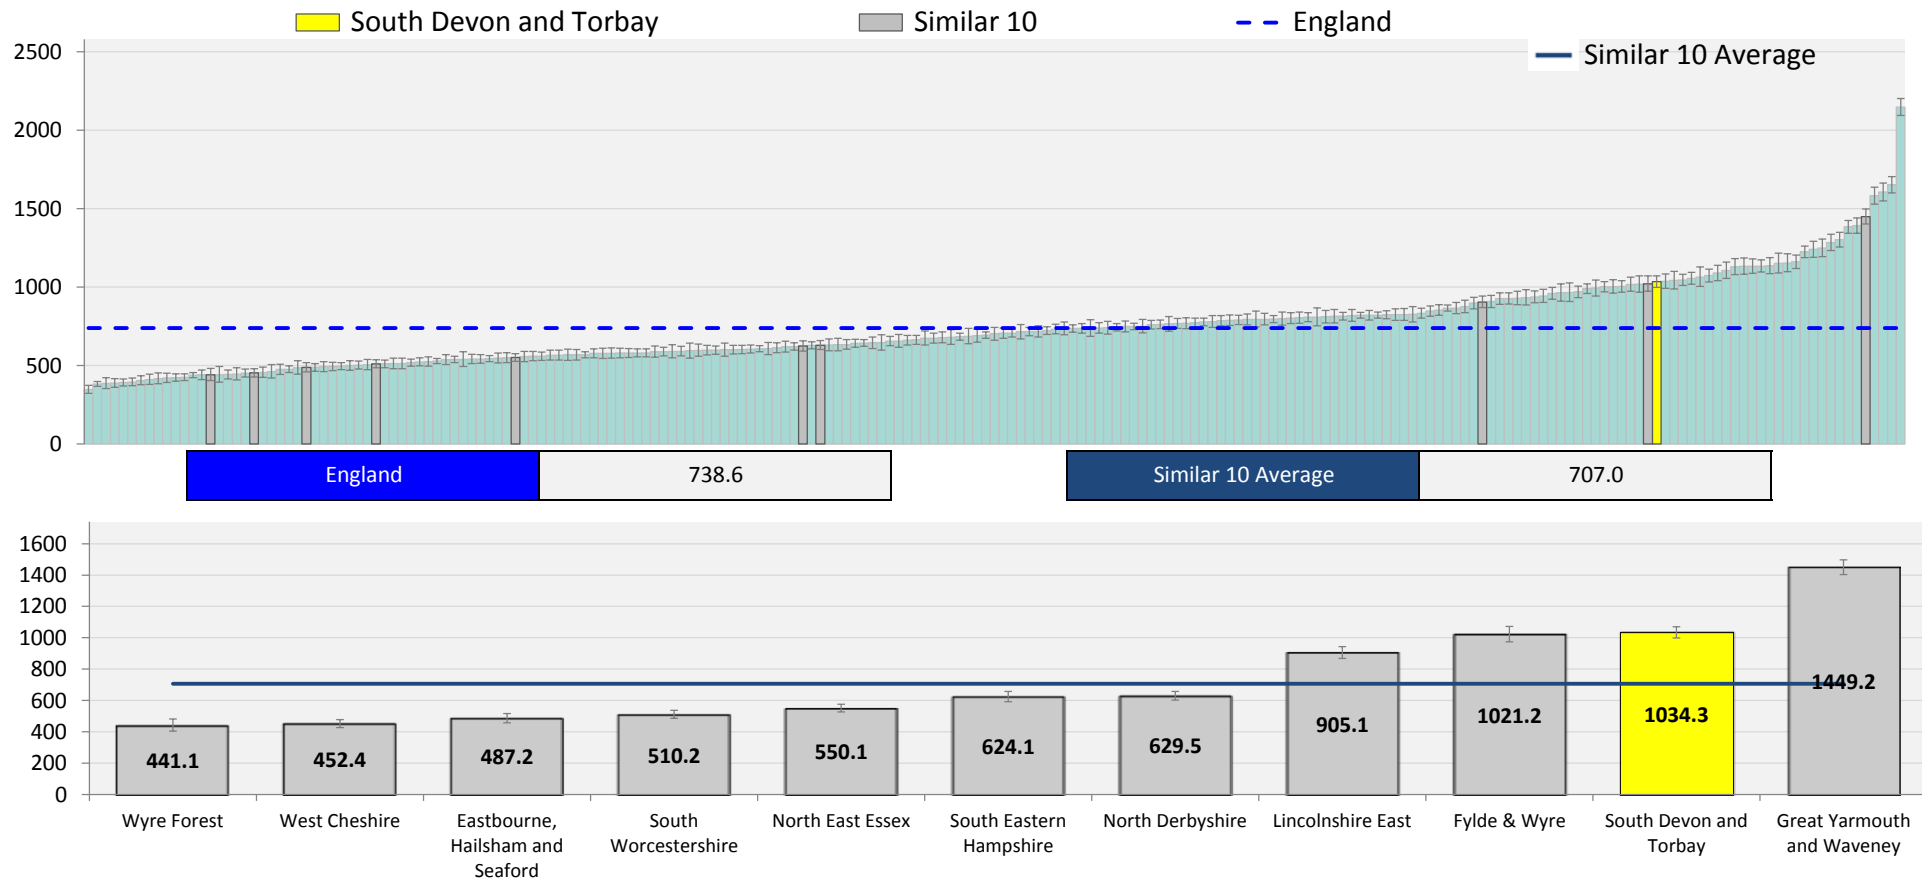 South Devon and Torbay
Similar 10
England
Similar 10 Average
2500
2000
1500
1000
500
0
England
738.6
Similar 10 Average
707.0
1600
1400
1200
1000
800
600
400
200
0
441.1
452.4
487.2
510.2
550.1
624.1
629.5
905.1
1021.2
1034.3
1449.2
Wyre Forest
West Cheshire
Eastbourne,
Hailsham and
Seaford
South
Worcestershire
North East Essex
South Eastern
Hampshire
North Derbyshire
Lincolnshire East
Fylde & Wyre
South Devon and
Torbay
Great Yarmouth
and Waveney